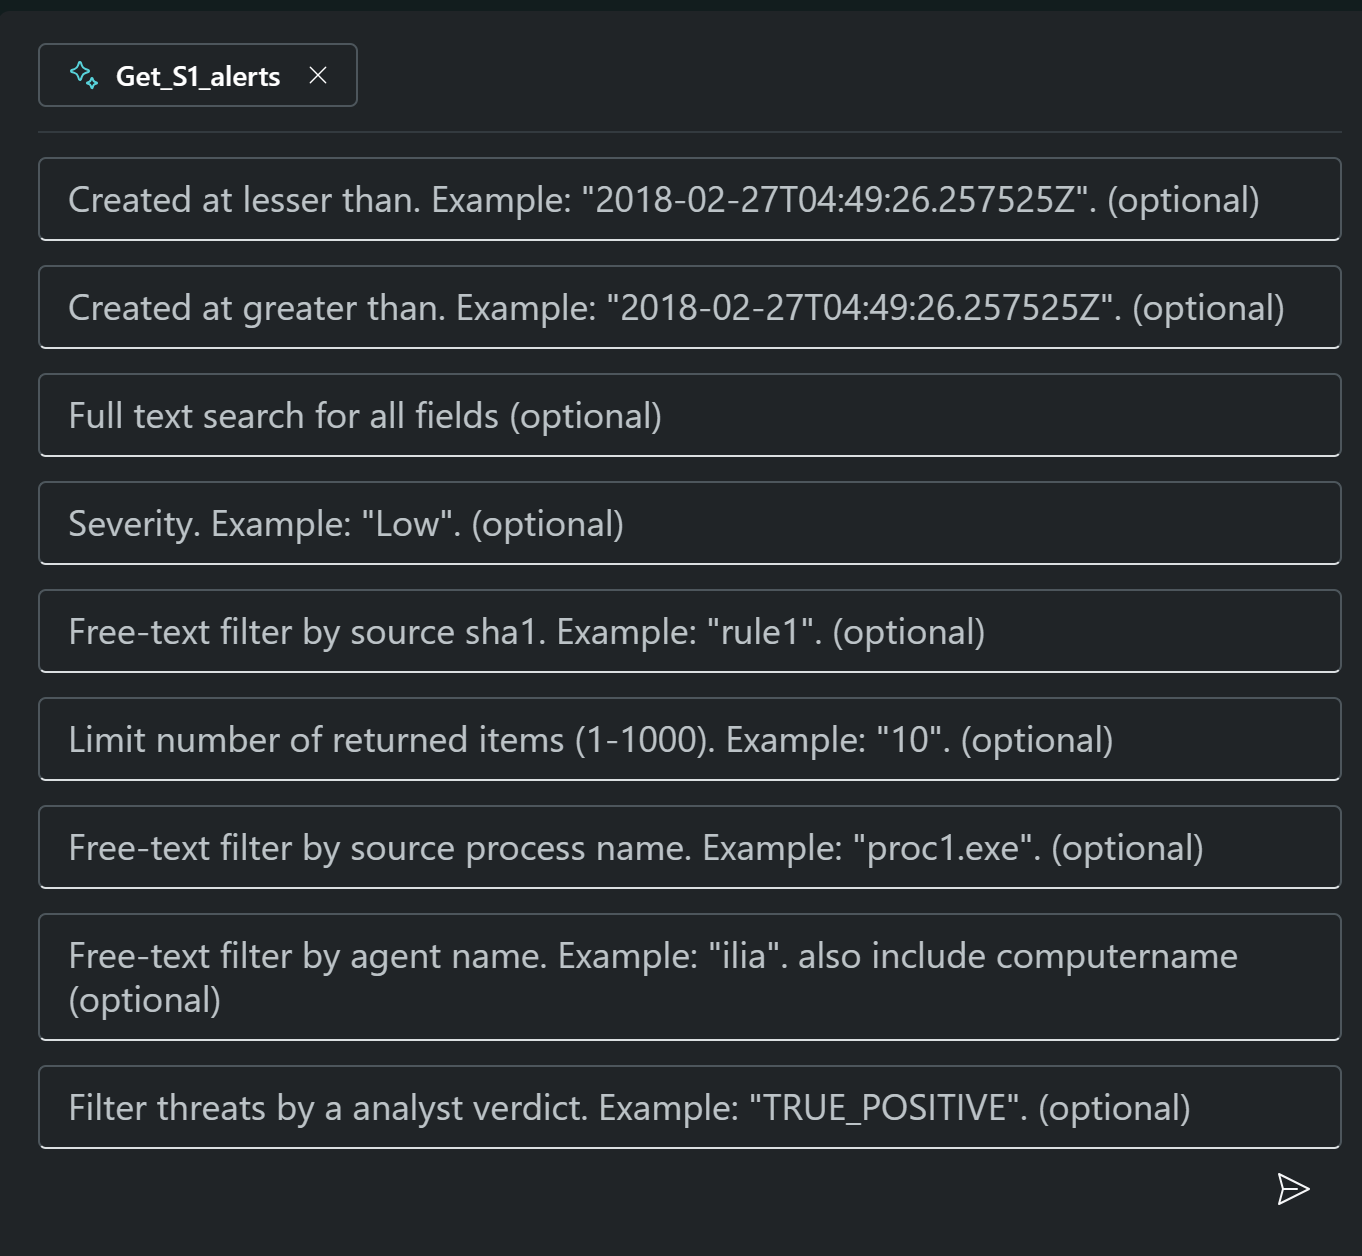 Get_S1_alerts
Created at lesser than. Example: "2018-02-27T04:49:26.257525Z". (optional)
Created at greater than. Example: "2018-02-27T04:49:26.257525Z". (optional)
Full text search for all fields (optional)
Severity. Example: "Low". (optional)
Free-text filter by source sha1. Example: "rule1". (optional)
Limit number of returned items (1-1000). Example: "10". (optional)
Free-text filter by source process name. Example: "proc1.exe". (optional)
Free-text filter by agent name. Example: "ilia". also include computername
(optional)
Filter threats by a analyst verdict. Example: "TRUE_POSITIVE". (optional)